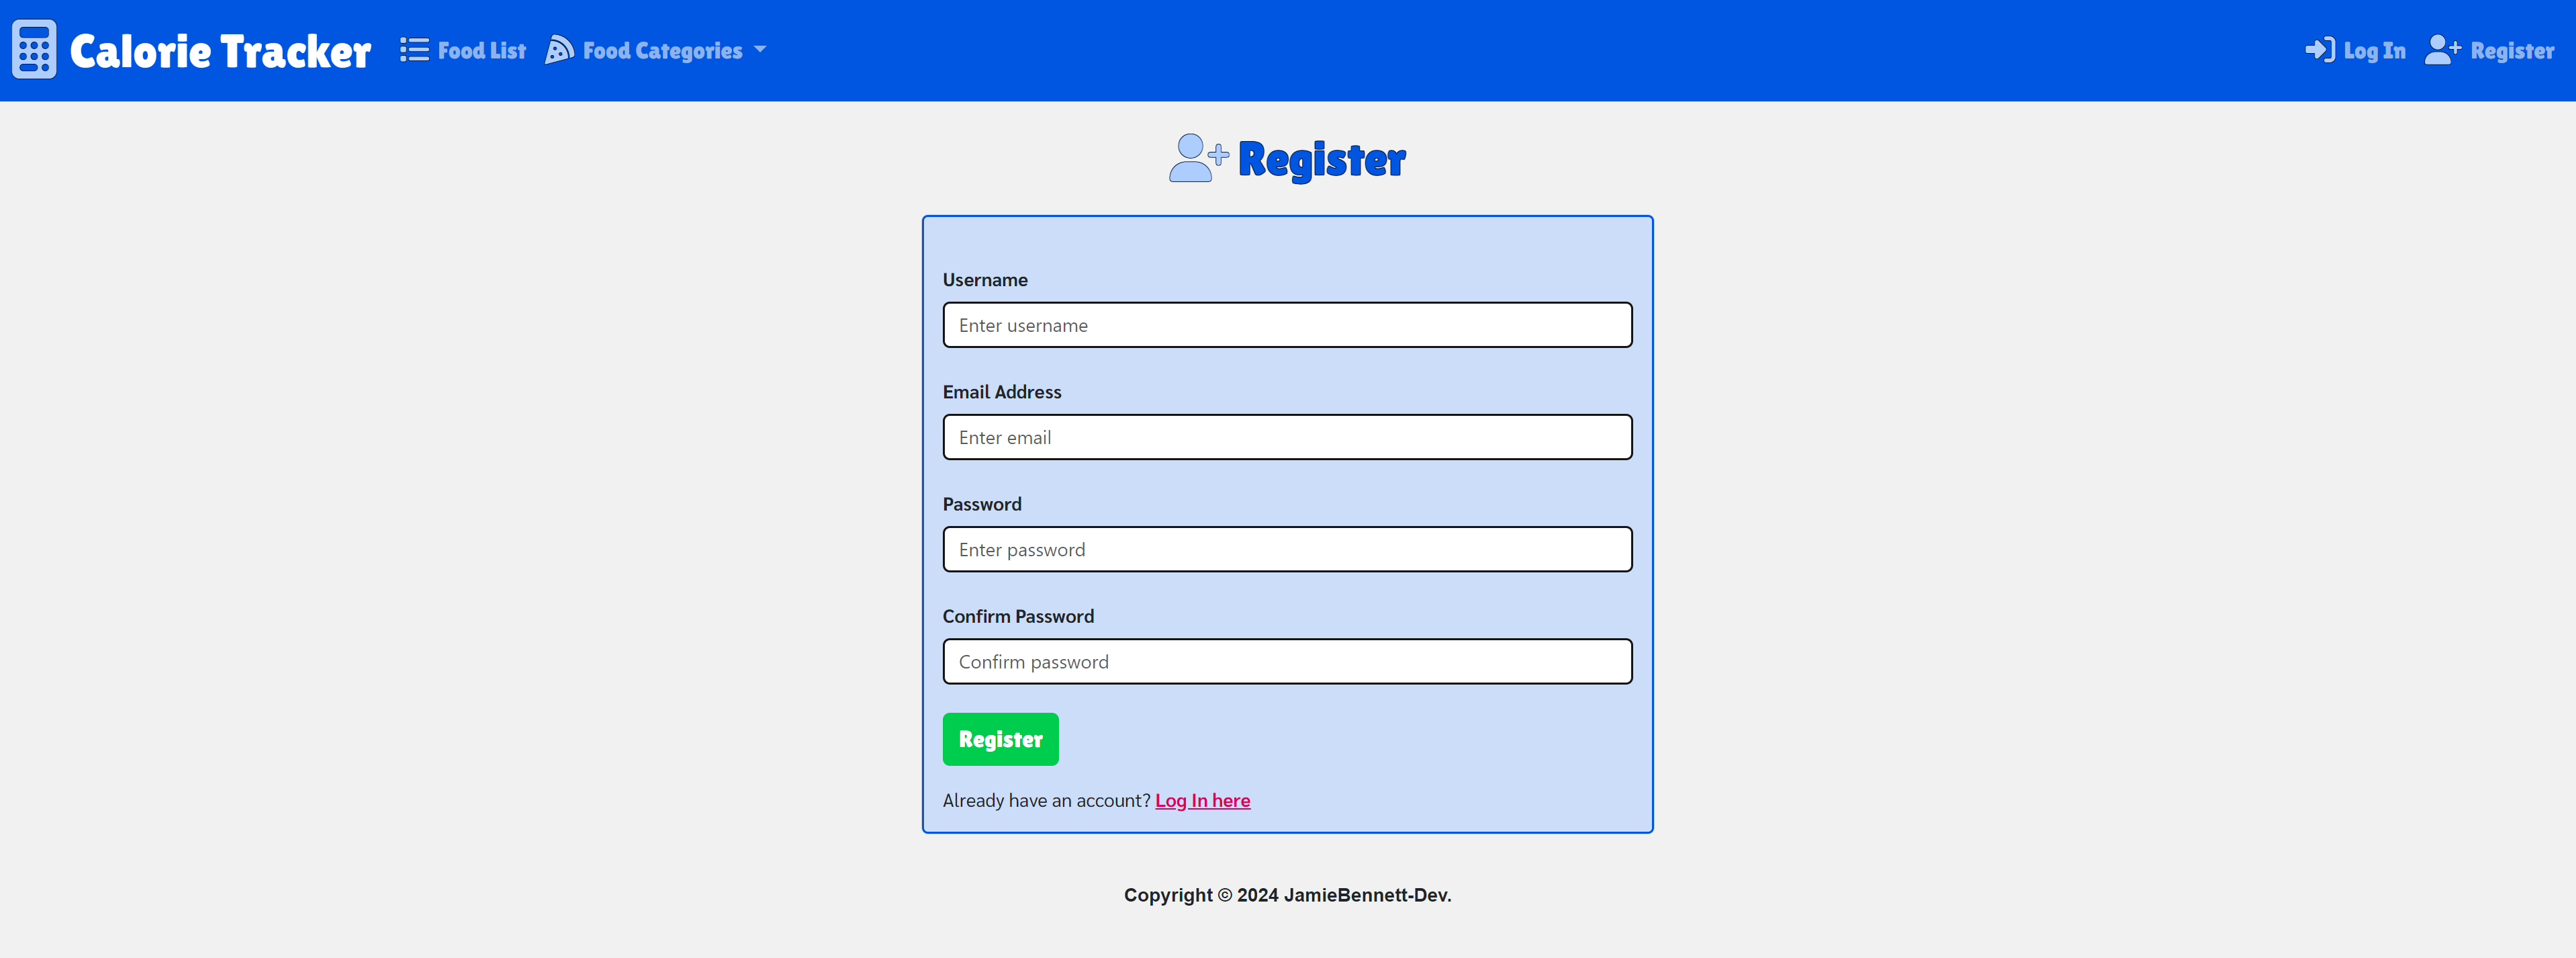 Calorie Tracker Food List Food Categories Log In Register
Register
Username
Enter username
Email Address
Enter email
Password
Enter password
Confirm Password
Confirm password
Register
Already have an account? Log In here
Copyright © 2024 JamieBennett-Dev.